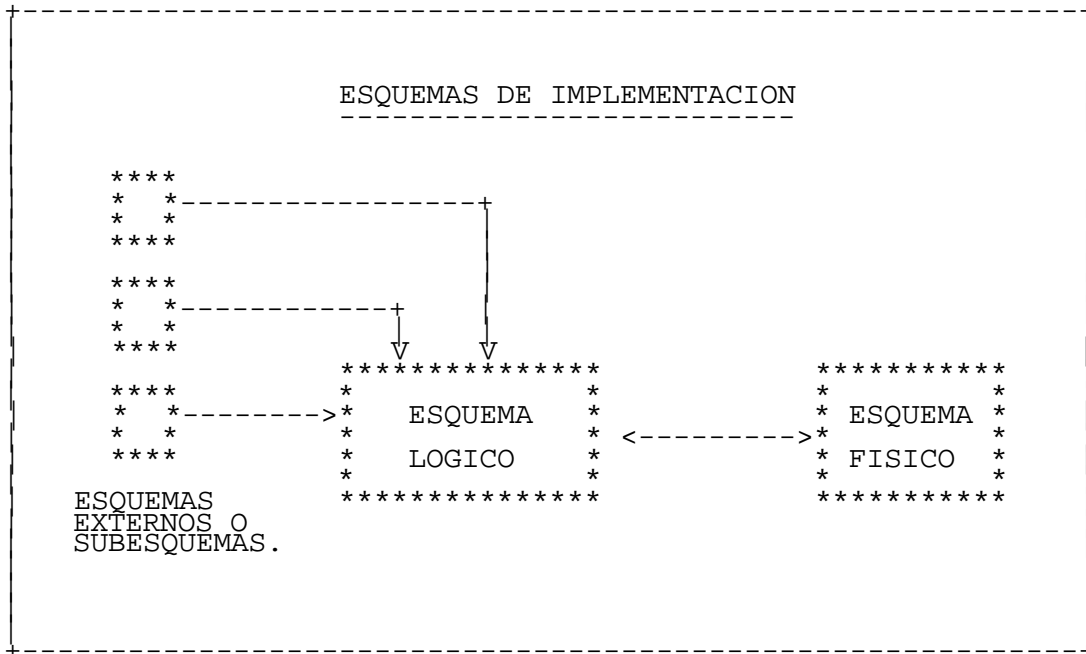 ESQUEMAS DE IMPLEMENTACION
ESQUEMA
LOGICO
ESQUEMA
FISICO
ESQUEMAS
EXTERNOS O
SUBESQUEMAS.